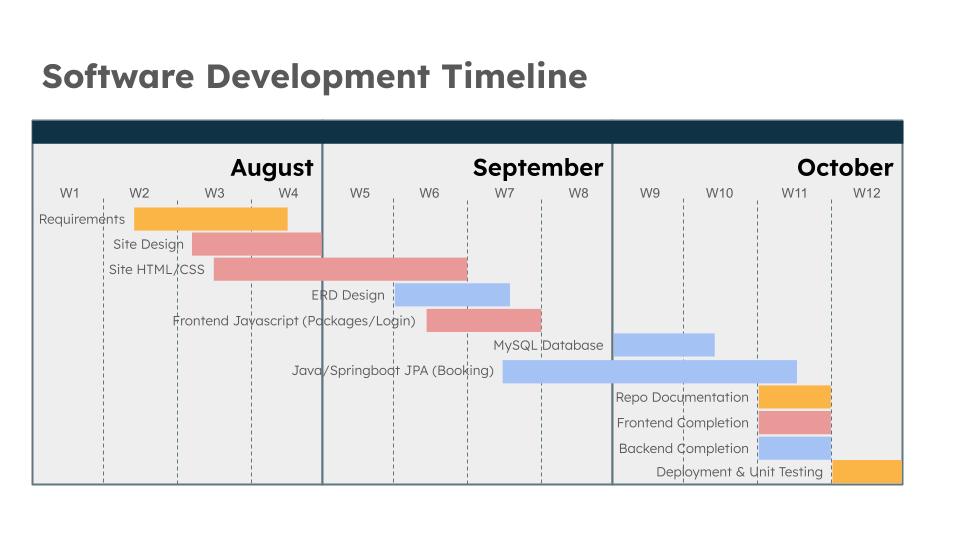 Software Development Timeline
August September October
W1 W2 W3 W4 W5 W6 W7 W8 W9 W10 W11 W12
Requirements
Site Design
Site HTML/CSS
ERD Design
Frontend Javascript (Packages/Login)
MySQL Database
Java/Springboot JPA (Booking)
Repo Documentation
Frontend Completion
Backend Completion
Deployment & Unit Testing